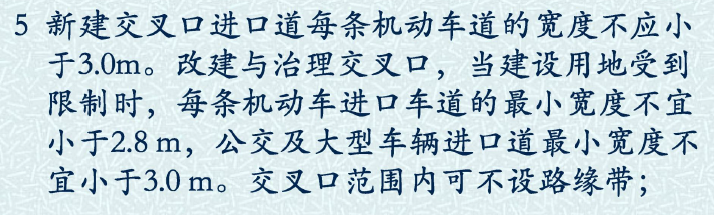 5 新建交叉口进口道每条机动车道的宽度不应小
于3.0m。改建与治理交叉口，当建设用地受到
限制时，每条机动车进口车道的最小宽度不宜
小于2.8 m，公交及大型车辆进口道最小宽度不
宜小于3.0 m。交叉口范围内可不设路缘带；